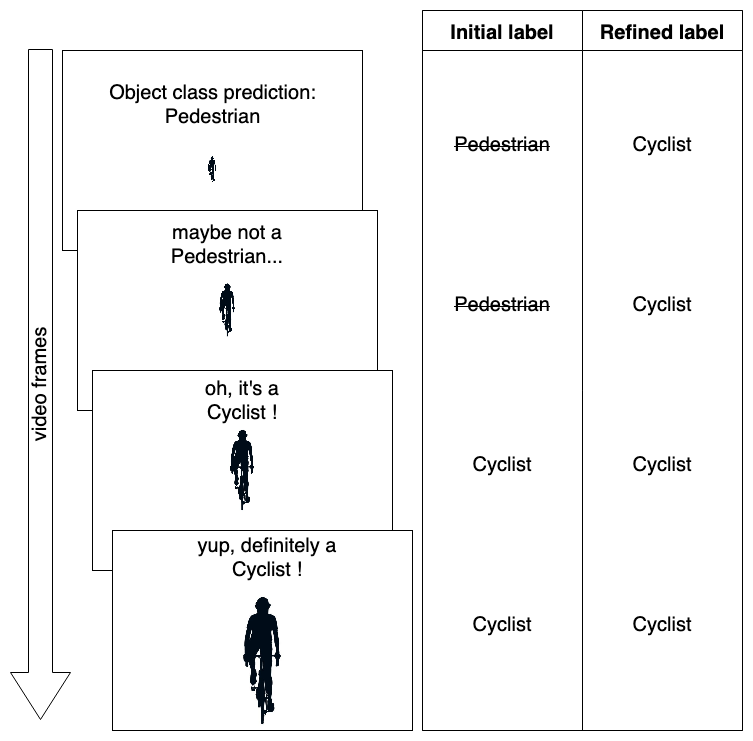 Initial label
Refined label
Object class prediction:
Pedestrian
Pedestrian
Cyclist
maybe not a
Pedestrian...
Pedestrian
Cyclist
video frames
oh, it's a
Cyclist !
Cyclist
Cyclist
yup, definitely a
Cyclist !
Cyclist
Cyclist